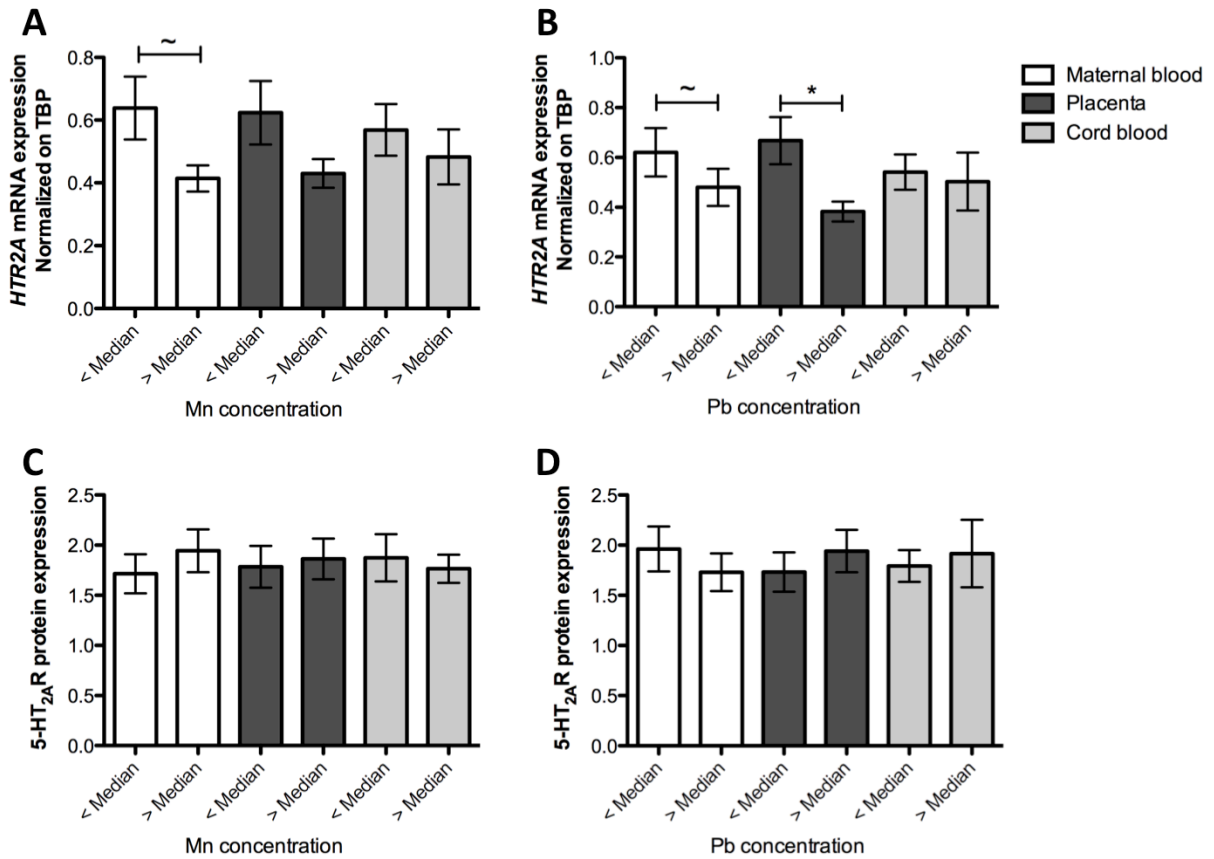 A
HTR2A mRNA expression
Normalized on TBP
0.8
0.6
0.4
0.2
0.0
~
< Median
> Median
< Median
> Median
< Median
> Median
Mn concentration
B
HTR2A mRNA expression
Normalized on TBP
1.0
0.8
0.6
0.4
0.2
0.0
~
*
< Median
> Median
< Median
> Median
< Median
> Median
Pb concentration
Maternal blood
Placenta
Cord blood
C
5-HT2AR protein expression
2.5
2.0
1.5
1.0
0.5
0.0
< Median
> Median
< Median
> Median
< Median
> Median
Mn concentration
D
5-HT2AR protein expression
2.5
2.0
1.5
1.0
0.5
0.0
< Median
> Median
< Median
> Median
< Median
> Median
Pb concentration